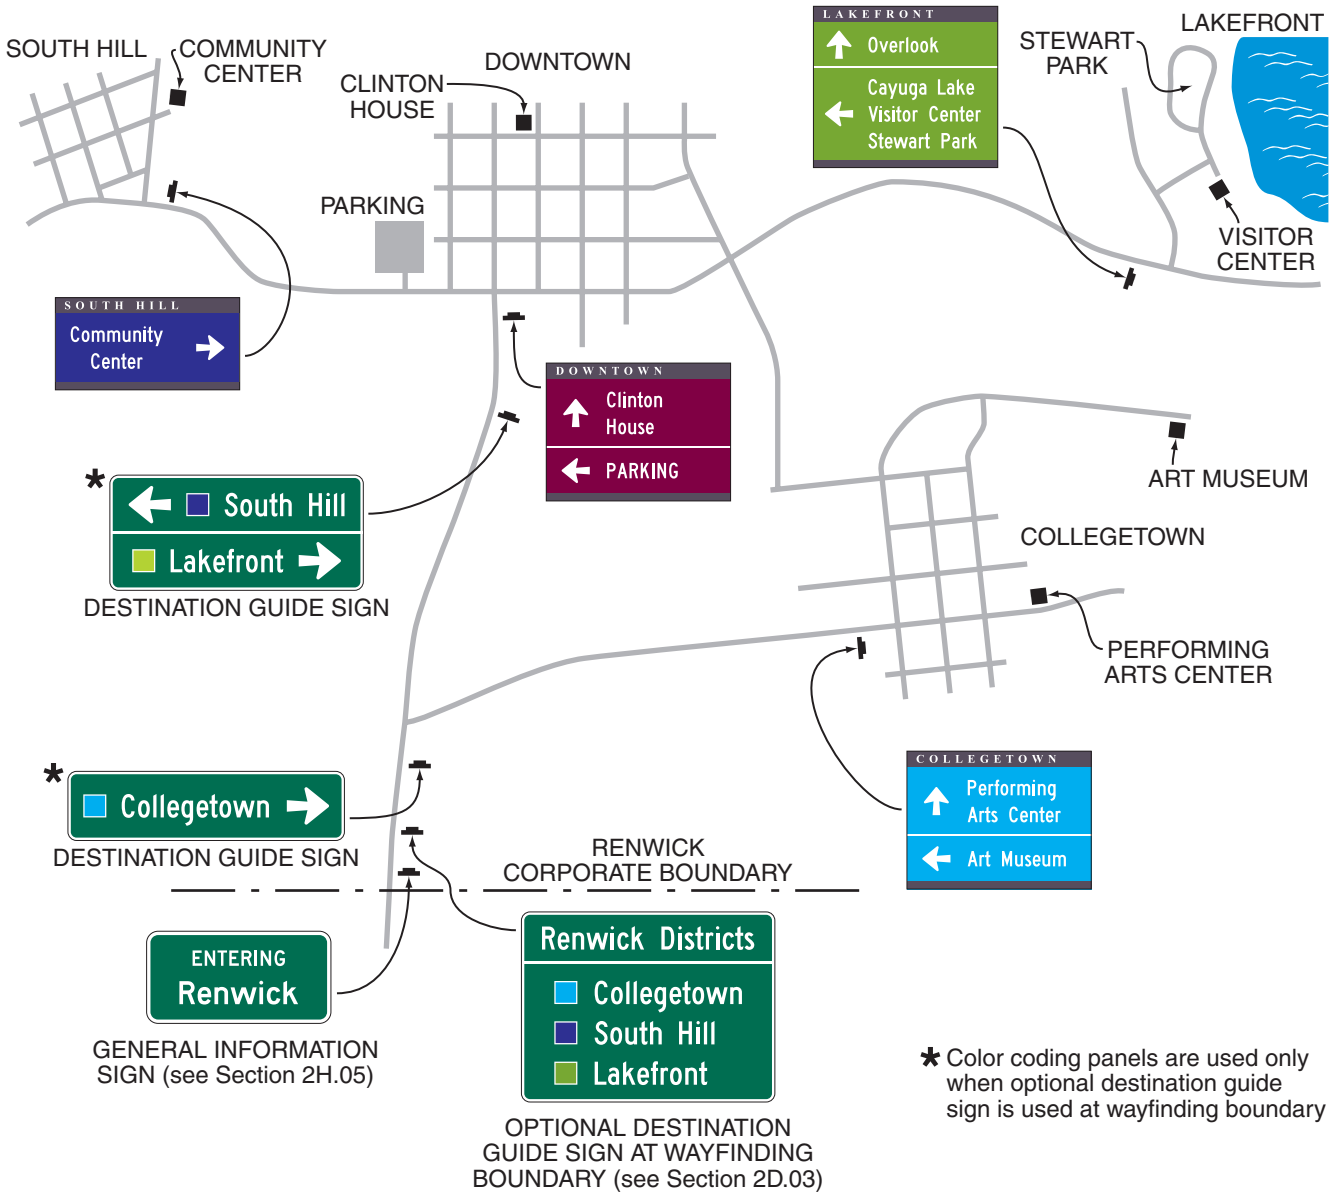 LAKEFRONT
Overlook
Cayuga Lake
Visitor Center
Stewart Park
LAKEFRONT
STEWART
PARK
SOUTH HILL
COMMUNITY
CENTER
DOWNTOWN
CLINTON
HOUSE
PARKING
VISITOR
CENTER
SOUTH HILL
Community
Center
DOWNTOWN
Clinton
House
PARKING
ART MUSEUM
* South Hill
Lakefront
DESTINATION GUIDE SIGN
COLLEGETOWN
PERFORMING
ARTS CENTER
* Collegetown
DESTINATION GUIDE SIGN
COLLEGETOWN
Performing
Arts Center
Art Museum
RENWICK
CORPORATE BOUNDARY
ENTERING
Renwick
GENERAL INFORMATION
SIGN (see Section 2H.05)
Renwick Districts
Collegetown
South Hill
Lakefront
OPTIONAL DESTINATION
GUIDE SIGN AT WAYFINDING
BOUNDARY (see Section 2D.03)
* Color coding panels are used only
when optional destination guide
sign is used at wayfinding boundary